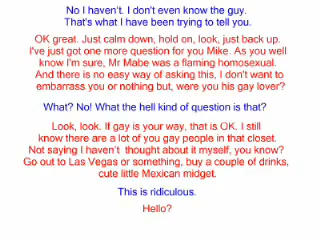 No I haven't. I don't even know the guy.
That's what I have been trying to tell you.
OK great. Just calm down, hold on, look, just back up.
I've just got one more question for you Mike. As you well
know I'm sure, Mr Mabe was a flaming homosexual.
And there is no easy way of asking this, I don't want to
embarrass you or nothing but, were you his gay lover?
What? No! What the hell kind of question is that?
Look, look. If gay is your way, that is OK. I still
know there are a lot of you gay people in that closet.
Not saying I haven't thought about it myself, you know?
Go out to Las Vegas or something, buy a couple of drinks,
cute little Mexican midget.
This is ridiculous.
Hello?